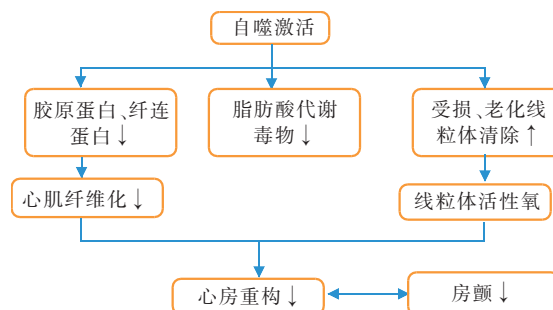 自噬激活
胶原蛋白、纤连
蛋白↓
脂肪酸代谢
毒物↓
受损、老化线
粒体清除↑
心肌纤维化↓
线粒体活性氧
心房重构↓
房颤↓